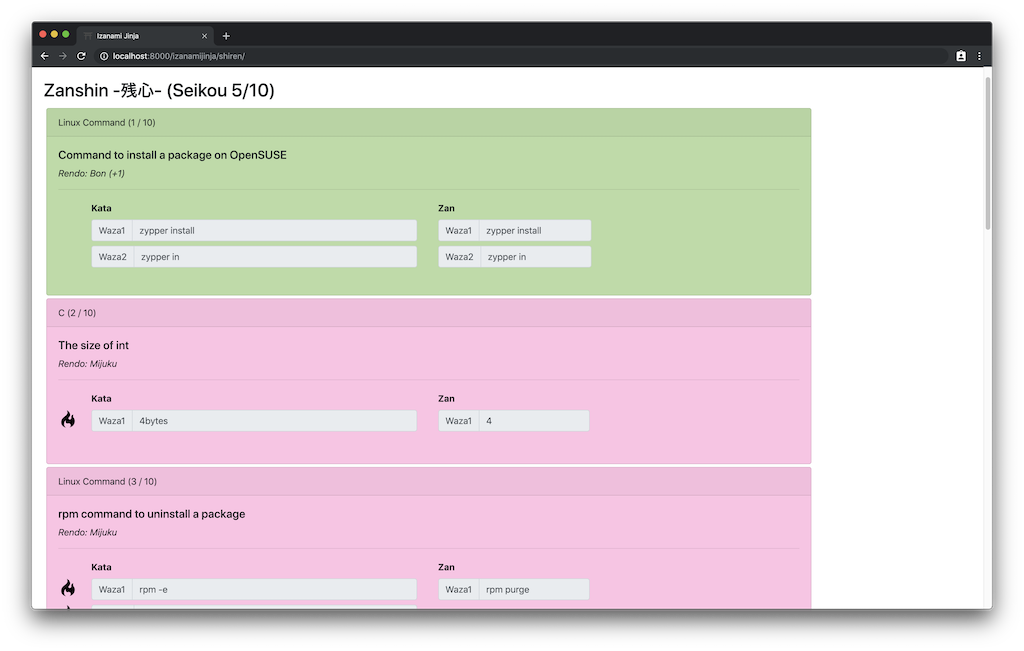 Izanami Jinja
localhost:8000/izanamijinja/shiren/
Zanshin -残心- (Seikou 5/10)
Linux Command (1 / 10)
Command to install a package on OpenSUSE
Rendo: Bon (+1)
Kata Zan
Waza1 zypper install Waza1 zypper install
Waza2 zypper in Waza2 zypper in
C (2 / 10)
The size of int
Rendo: Mijuku
Kata Zan
Waza1 4bytes Waza1 4
Linux Command (3 / 10)
rpm command to uninstall a package
Rendo: Mijuku
Kata Zan
Waza1 rpm -e Waza1 rpm purge